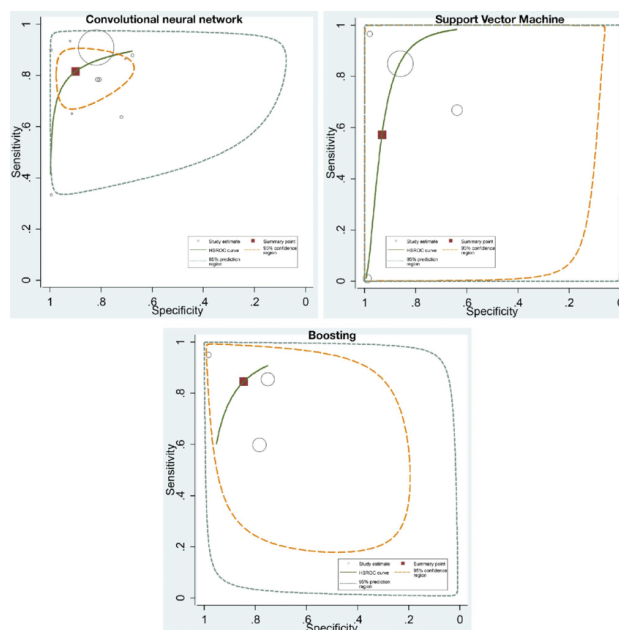 Convolutional neural network
Sensitivity
1
.8
.6
.4
.2
0
Study estimate
Summary point
HSROC curve
95% confidence
region
95% prediction
region
1
.8
.6
.4
.2
0
Specificity
Support Vector Machine
Sensitivity
1
.8
.6
.4
.2
0
Study estimate
Summary point
HSROC curve
95% confidence
region
95% prediction
region
1
.8
.6
.4
.2
0
Specificity
Boosting
Sensitivity
1
.8
.6
.4
.2
0
Study estimate
Summary point
HSROC curve
95% confidence
region
95% prediction
region
1
.8
.6
.4
.2
0
Specificity